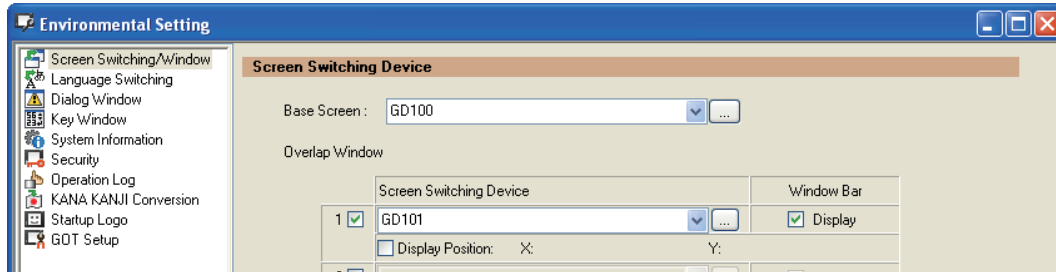 Environmental Setting
Screen Switching/Window
Language Switching
Dialog Window
Key Window
System Information
Security
Operation Log
KANA KANJI Conversion
Startup Logo
GOT Setup
Screen Switching Device
Base Screen : GD100 ...
Overlap Window
Screen Switching Device Window Bar
1 GD101 ... Display
Display Position: X: Y: